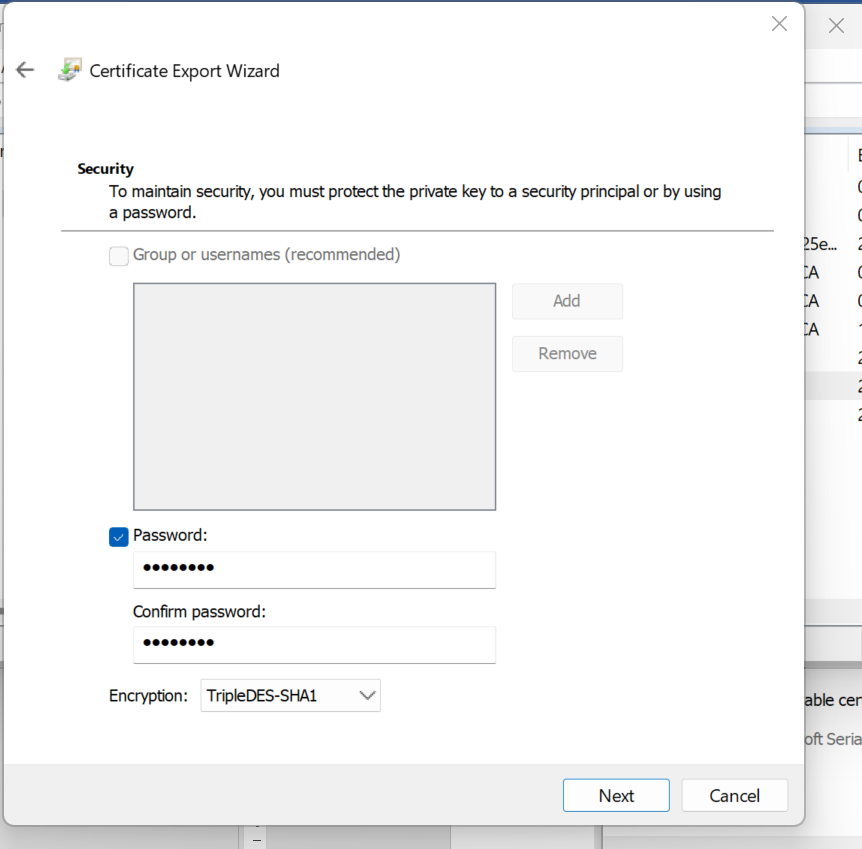 Certificate Export Wizard
Security
To maintain security, you must protect the private key to a security principal or by using
a password.
Group or usernames (recommended)
Add
Remove
Password:
••••••••
Confirm password:
••••••••
Encryption: TripleDES-SHA1
Next
Cancel
25e...
CA
CA
CA
able cer
oft Seria